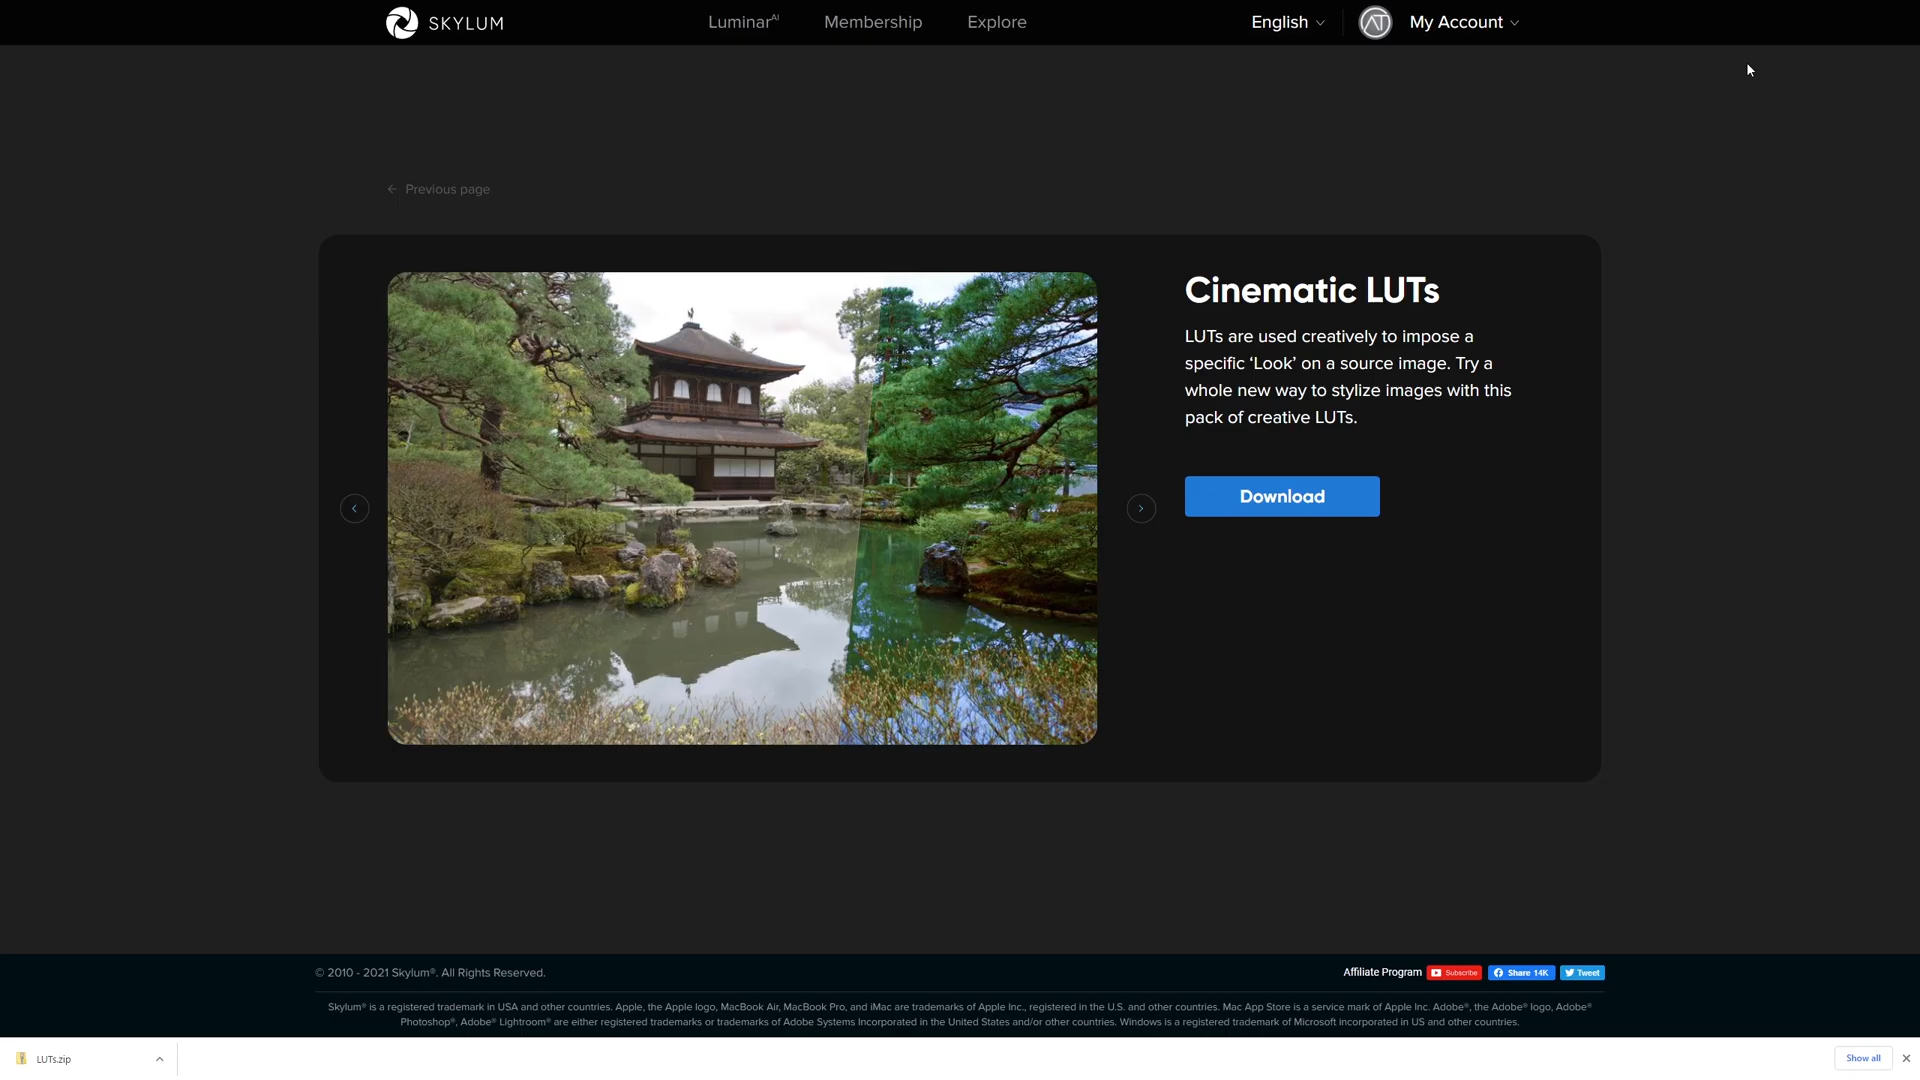 SKYLUM
LuminarAI
Membership
Explore
English
AT
My Account
Previous page
Cinematic LUTs
LUTs are used creatively to impose a
specific ‘Look’ on a source image. Try a
whole new way to stylize images with this
pack of creative LUTs.
Download
© 2010 - 2021 Skylum®. All Rights Reserved.
Affiliate Program
Subscribe
Share 14K
Tweet
Skylum® is a registered trademark in USA and other countries. Apple, the Apple logo, MacBook Air, MacBook Pro, and iMac are trademarks of Apple Inc., registered in the U.S. and other countries. Mac App Store is a service mark of Apple Inc. Adobe®, the Adobe® logo, Adobe®
Photoshop®, Adobe® Lightroom® are either registered trademarks or trademarks of Adobe Systems Incorporated in the United States and/or other countries. Windows is a registered trademark of Microsoft incorporated in US and other countries.
LUTs.zip
Show all